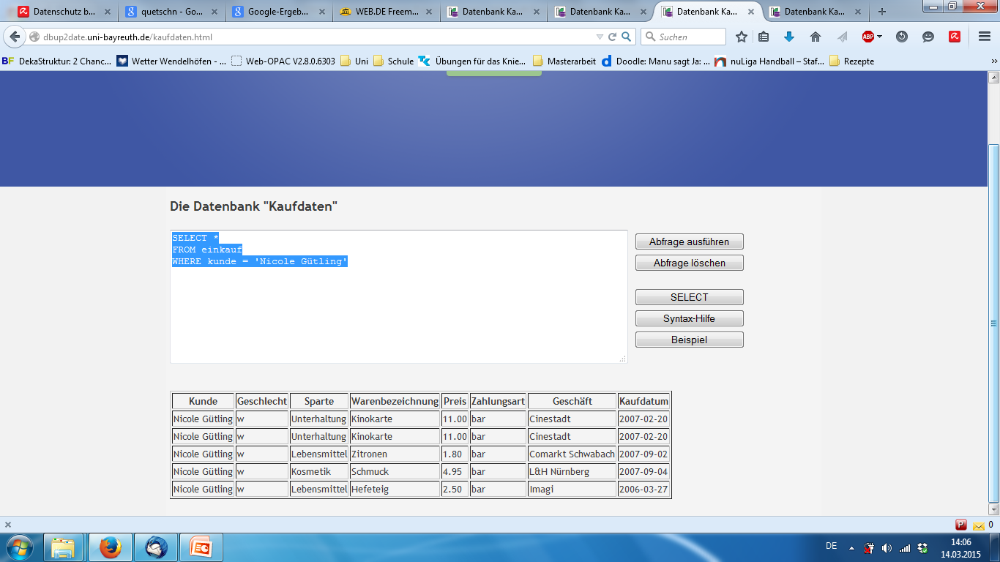 Datenschutz b...
quetschn - Go...
Google-Ergeb...
WEB.DE Freem...
Datenbank Ka...
Datenbank Ka...
Datenbank Ka...
Datenbank Ka...
dbup2date.uni-bayreuth.de/kaufdaten.html
Suchen
ABP
BF DekaStruktur: 2 Chanc...
Wetter Wendelhöfen - ...
Web-OPAC V2.8.0.6303
Uni
Schule
Übungen für das Knie...
Masterarbeit
Doodle: Manu sagt Ja: ...
nuLiga Handball – Staf...
Rezepte
Die Datenbank "Kaufdaten"
SELECT *
FROM einkauf
WHERE kunde = 'Nicole Gütling'
Abfrage ausführen
Abfrage löschen
SELECT
Syntax-Hilfe
Beispiel
Kunde Geschlecht Sparte Warenbezeichnung Preis Zahlungsart Geschäft Kaufdatum
Nicole Gütling w Unterhaltung Kinokarte 11.00 bar Cinestadt 2007-02-20
Nicole Gütling w Unterhaltung Kinokarte 11.00 bar Cinestadt 2007-02-20
Nicole Gütling w Lebensmittel Zitronen 1.80 bar Comarkt Schwabach 2007-09-02
Nicole Gütling w Kosmetik Schmuck 4.95 bar L&H Nürnberg 2007-09-04
Nicole Gütling w Lebensmittel Hefeteig 2.50 bar Imagi 2006-03-27
0
DE
14:06
14.03.2015